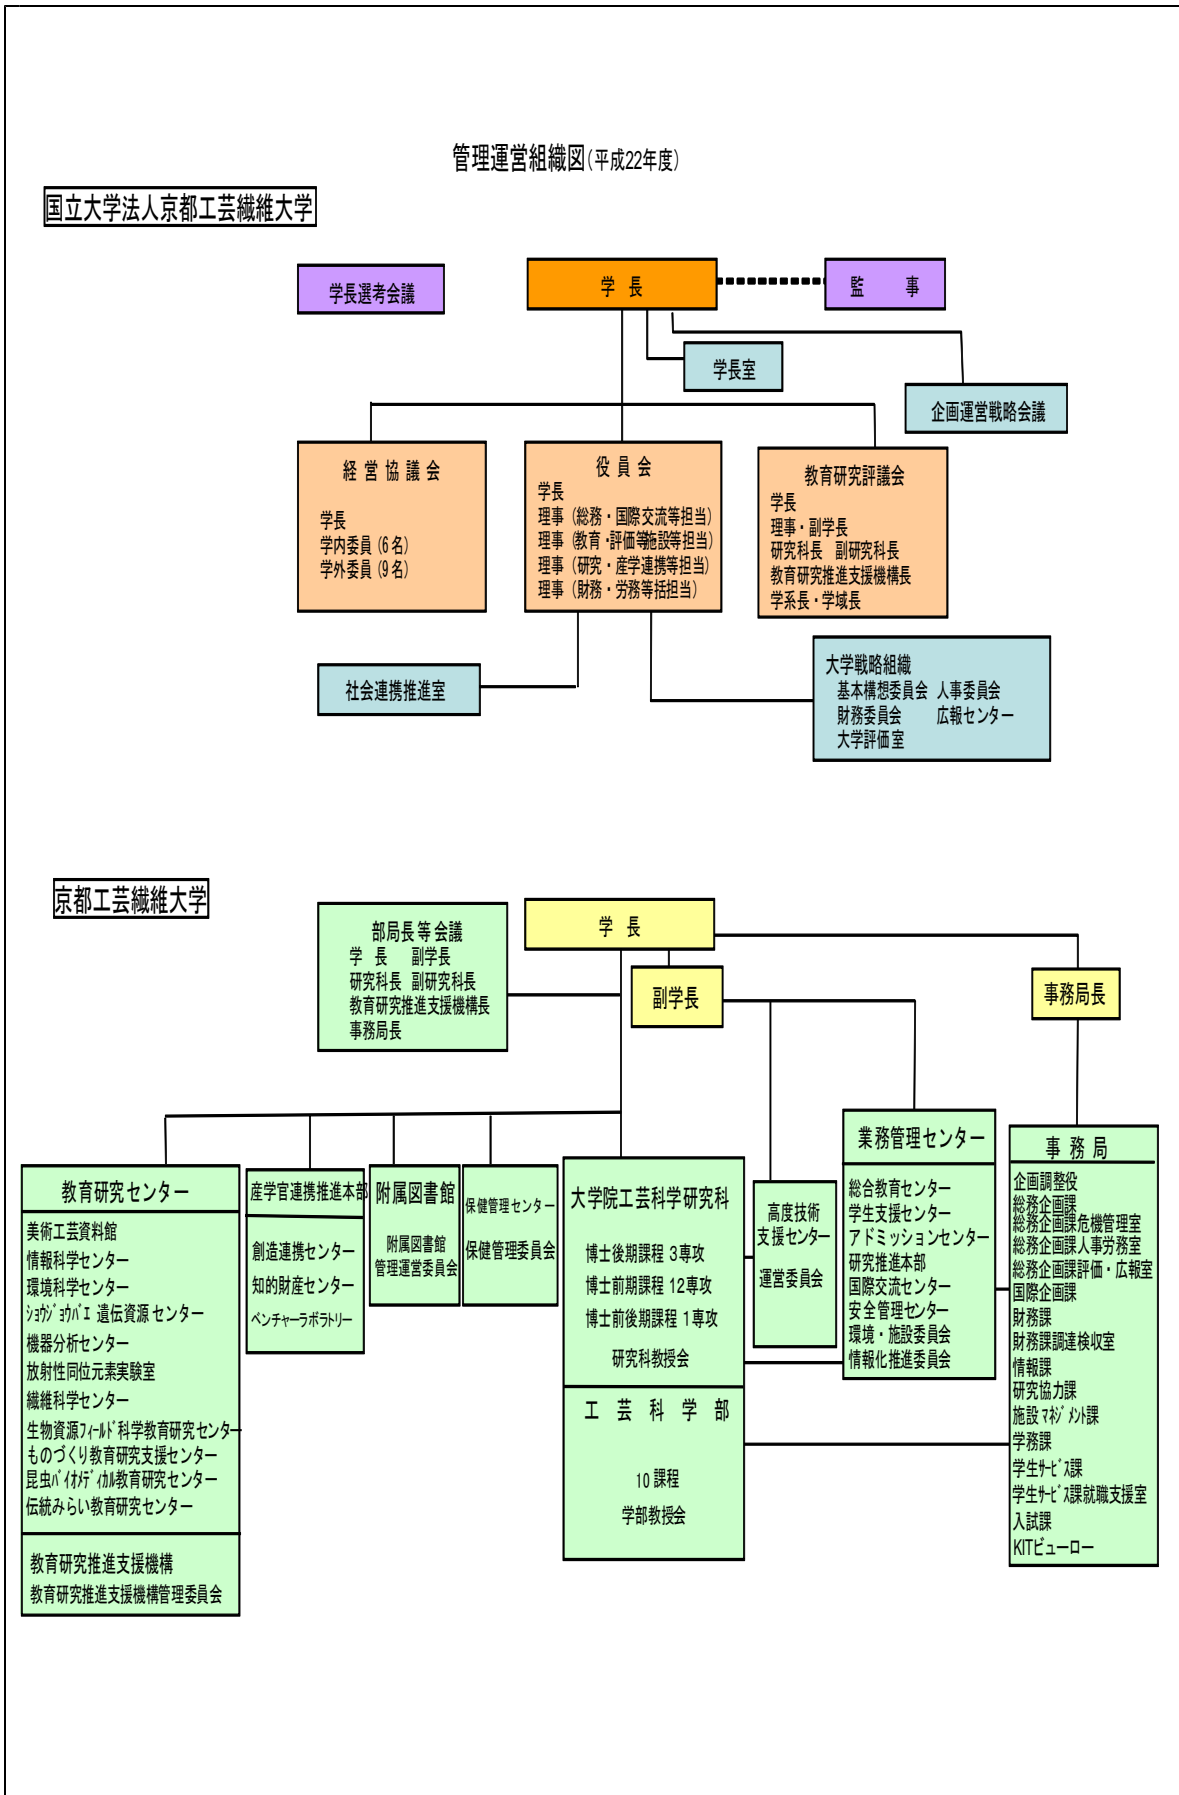 管理運営組織図(平成22年度)
国立大学法人京都工芸繊維大学
学長選考会議
学 長
監 事
学長室
企画運営戦略会議
経 営 協 議 会
学長
学内委員(6名)
学外委員(9名)
役 員 会
学長
理事(総務・国際交流等担当)
理事(教育・評価等施設等担当)
理事(研究・産学連携等担当)
理事(財務・労務等括担当)
教育研究評議会
学長
理事・副学長
研究科長 副研究科長
教育研究推進支援機構長
学系長・学域長
社会連携推進室
大学戦略組織
基本構想委員会 人事委員会
財務委員会 広報センター
大学評価室
京都工芸繊維大学
部局長等会議
学 長 副学長
研究科長 副研究科長
教育研究推進支援機構長
事務局長
学 長
副学長
事務局長
教育研究センター
美術工芸資料館
情報科学センター
環境科学センター
ショウジョウバエ 遺伝資源センター
機器分析センター
放射性同位元素実験室
繊維科学センター
生物資源フィールド科学教育研究センター
ものづくり教育研究支援センター
昆虫バイオメディカル教育研究センター
伝統みらい教育研究センター
教育研究推進支援機構
教育研究推進支援機構管理委員会
産学官連携推進本部
創造連携センター
知的財産センター
ベンチャーラボラトリー
附属図書館
附属図書館
管理運営委員会
保健管理センター
保健管理委員会
大学院工芸科学研究科
博士後期課程 3専攻
博士前期課程 12専攻
博士前後期課程 1専攻
研究科教授会
工 芸 科 学 部
10課程
学部教授会
高度技術
支援センター
運営委員会
業務管理センター
総合教育センター
学生支援センター
アドミッションセンター
研究推進本部
国際交流センター
安全管理センター
環境・施設委員会
情報化推進委員会
事 務 局
企画調整役
総務企画課
総務企画課危機管理室
総務企画課人事労務室
総務企画課評価・広報室
国際企画課
財務課
財務課調達検収室
情報課
研究協力課
施設マネジメント課
学務課
学生サービス課
学生サービス課就職支援室
入試課
KITビューロー